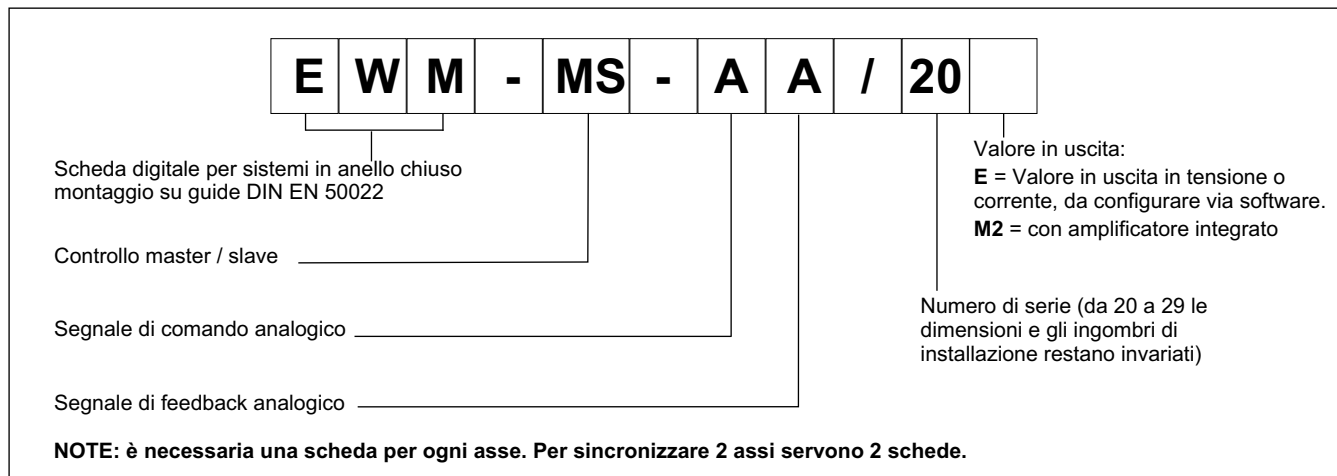 E W M - MS - A A / 20
Scheda digitale per sistemi in anello chiuso
montaggio su guide DIN EN 50022
Controllo master / slave
Segnale di comando analogico
Segnale di feedback analogico
Valore in uscita:
E = Valore in uscita in tensione o
corrente, da configurare via software.
M2 = con amplificatore integrato
Numero di serie (da 20 a 29 le
dimensioni e gli ingombri di
installazione restano invariati)
NOTE: è necessaria una scheda per ogni asse. Per sincronizzare 2 assi servono 2 schede.